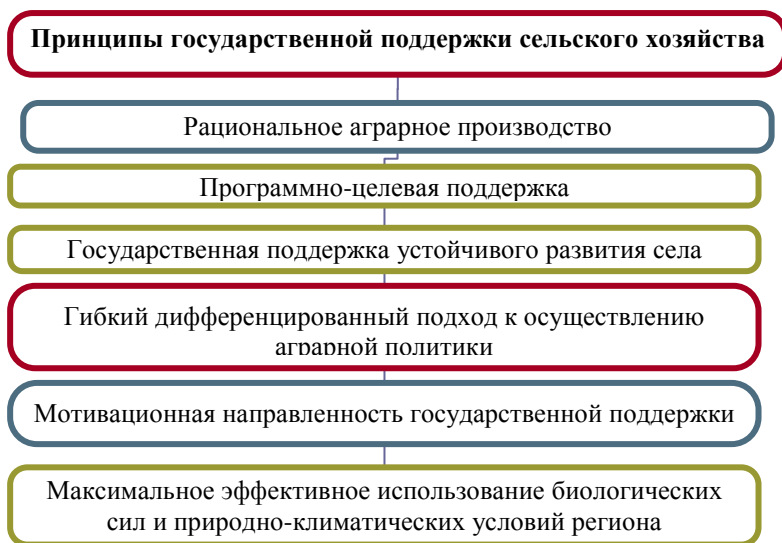 Принципы государственной поддержки сельского хозяйства
Рациональное аграрное производство
Программно-целевая поддержка
Государственная поддержка устойчивого развития села
Гибкий дифференцированный подход к осуществлению
аграрной политики
Мотивационная направленность государственной поддержки
Максимальное эффективное использование биологических
сил и природно-климатических условий региона